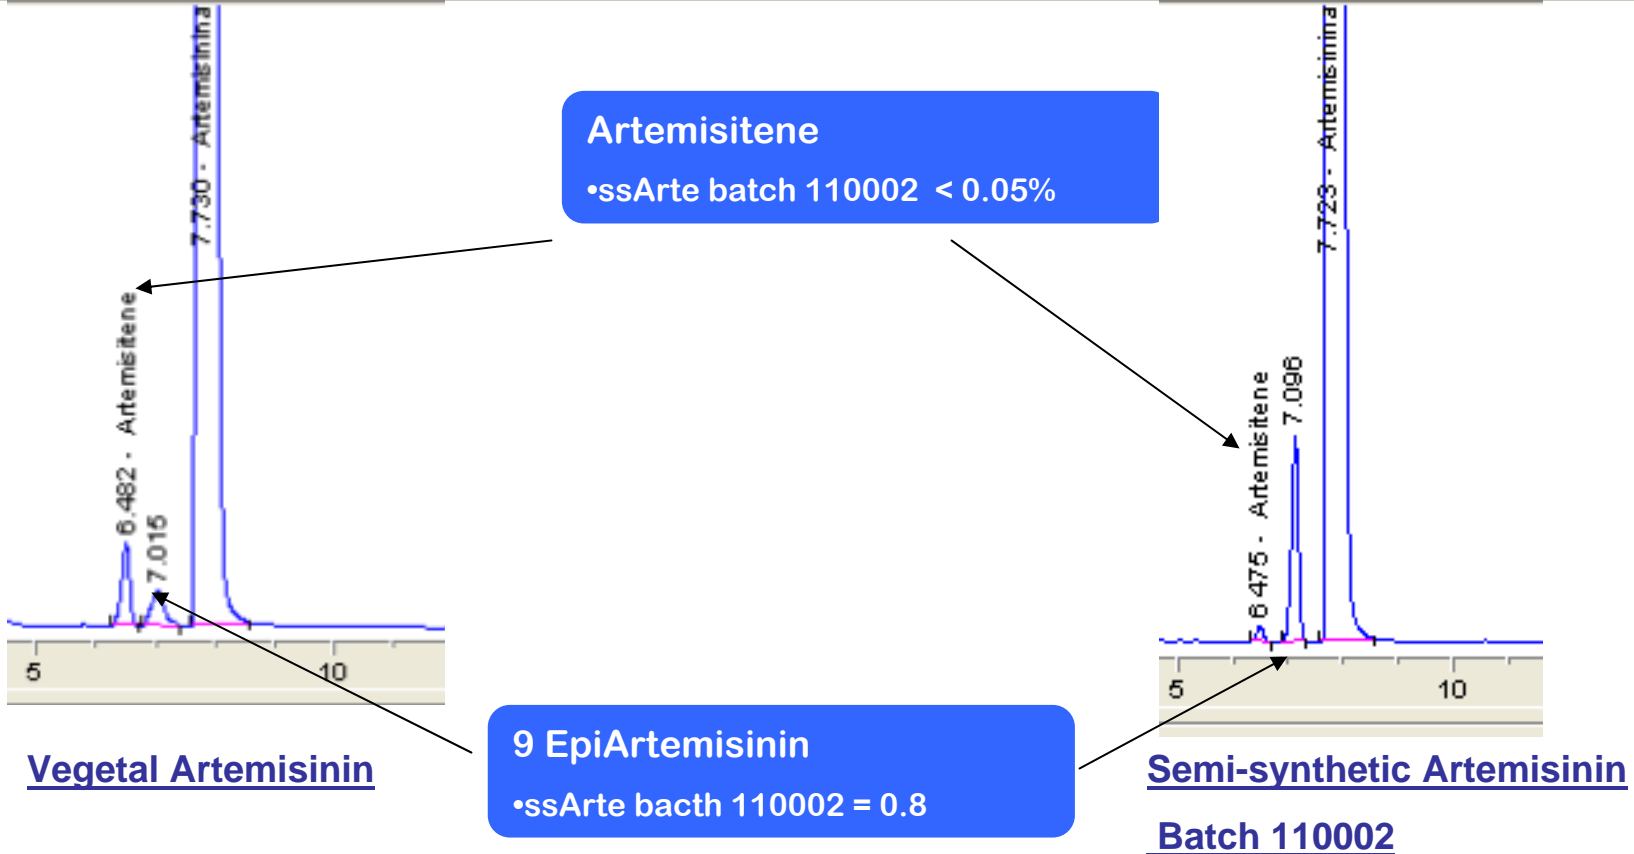 7.730 - Artemisinina
6.482 - Artemisitene
7.015
5
10
Vegetal Artemisinin
Artemisitene
•ssArte batch 110002 < 0.05%
9 EpiArtemisinin
•ssArte bacth 110002 = 0.8
7.723 - Artemisinina
6.475 - Artemisitene
7.096
5
10
Semi-synthetic Artemisinin
Batch 110002